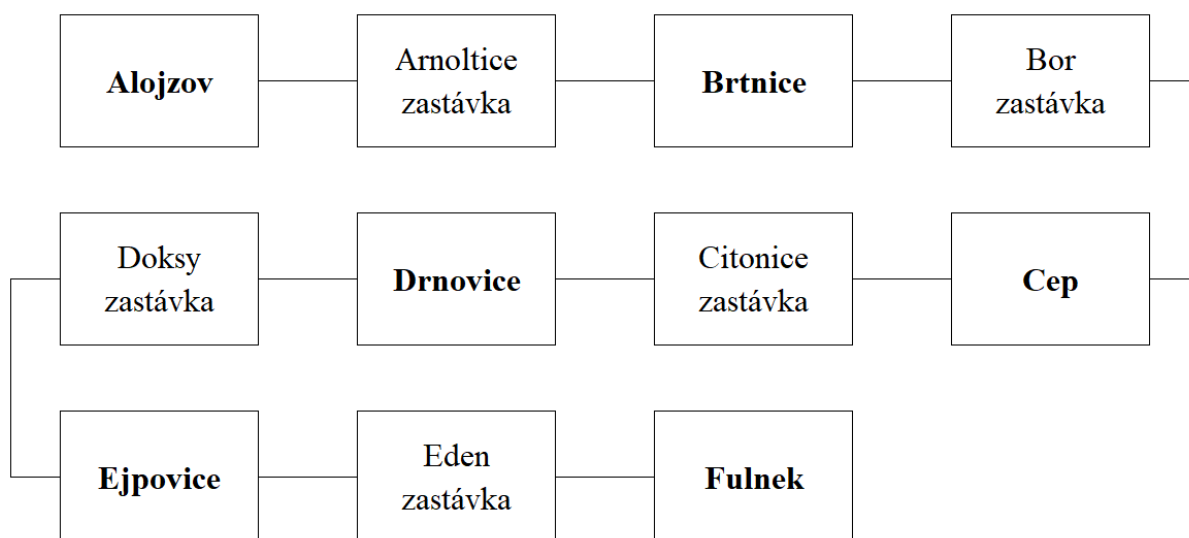 Alojzov
Arnoltice
zastávka
Brtnice
Bor
zastávka
Doksy
zastávka
Drnovice
Citonice
zastávka
Cep
Ejpovice
Eden
zastávka
Fulnek